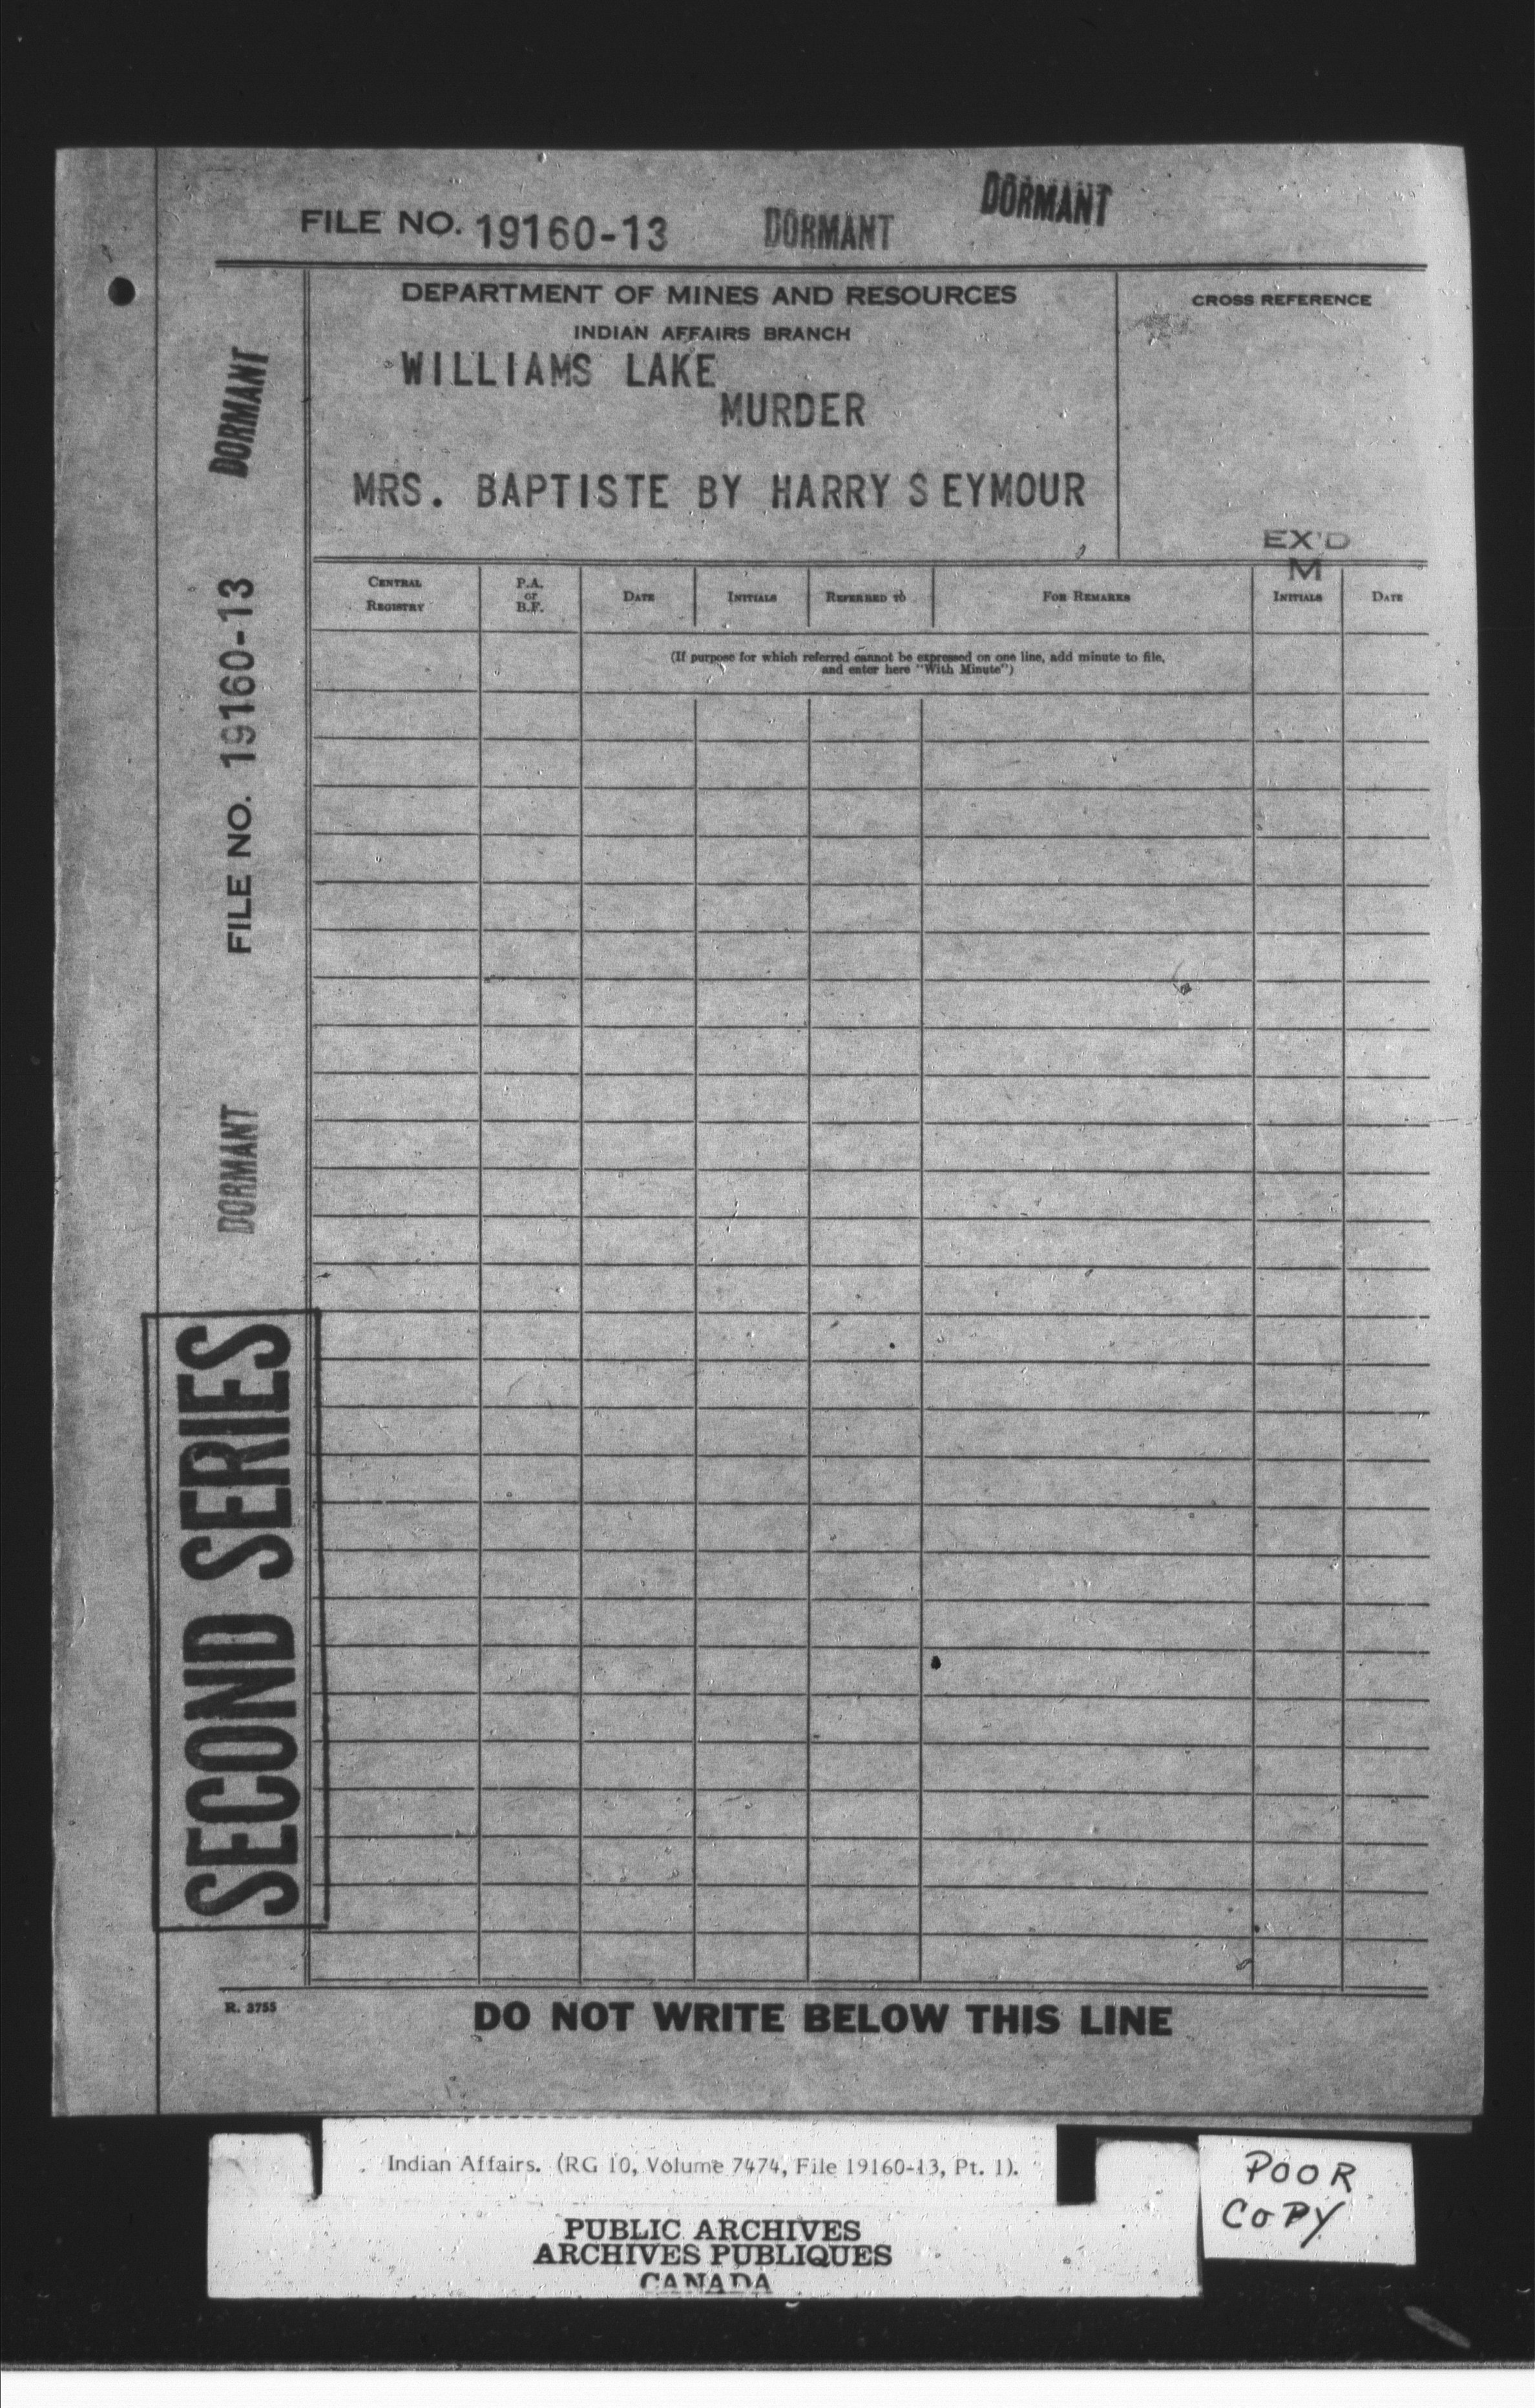 FILE NO. 19160-13 DORMANT DORMANT
DEPARTMENT OF MINES AND RESOURCES
INDIAN AFFAIRS BRANCH
WILLIAMS LAKE
MURDER
MRS. BAPTISTE BY HARRY SEYMOUR
CROSS REFERENCE
EX'D
M
CENTRAL REGISTRY
P.A. or B.F.
DATE
INITIALS
REFERRED TO
FOR REMARKS
INITIALS
DATE
(If purpose for which referred cannot be expressed on one line, add minute to file,
and enter here "With Minute")
DORMANT
FILE NO. 19160-13
DORMANT
SECOND SERIES
R. 3755
DO NOT WRITE BELOW THIS LINE
Indian Affairs. (RG 10, Volume 7474, File 19160-13, Pt. 1).
PUBLIC ARCHIVES
ARCHIVES PUBLIQUES
CANADA
POOR
COPY